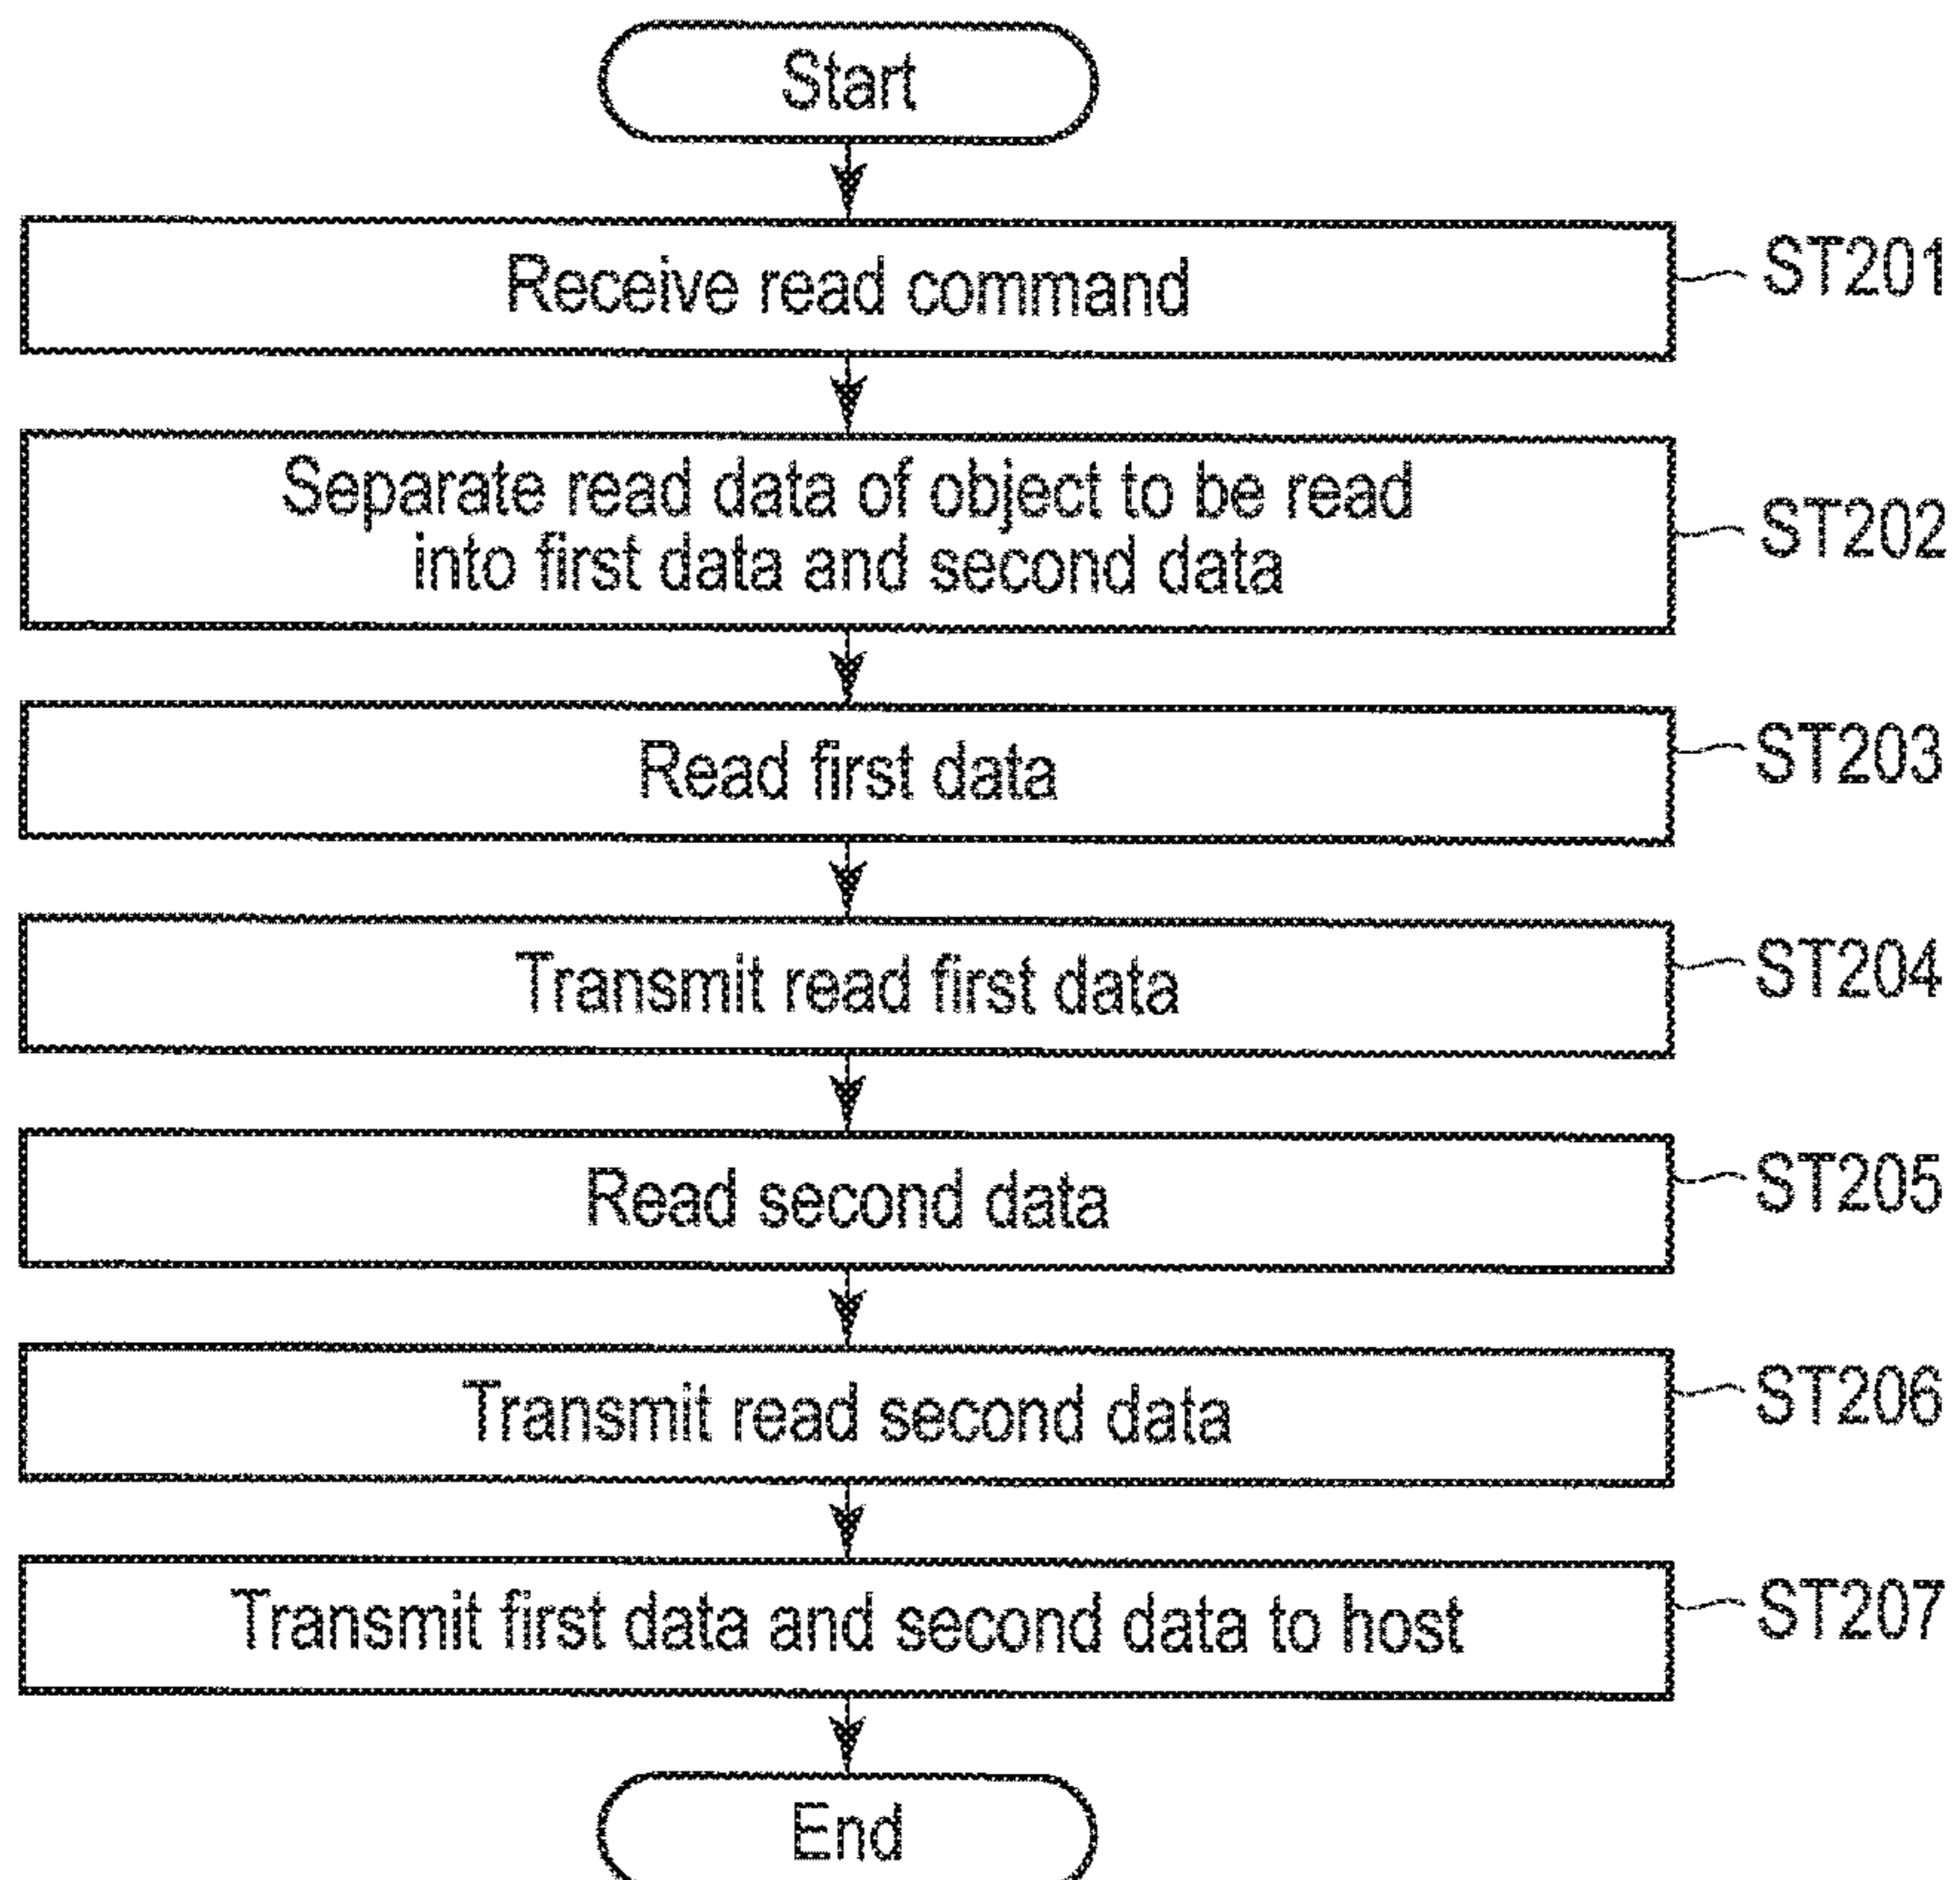 Start
Receive read command
ST201
Separate read data of object to be read
into first data and second data
ST202
Read first data
ST203
Transmit read first data
ST204
Read second data
ST205
Transmit read second data
ST206
Transmit first data and second data to host
ST207
End